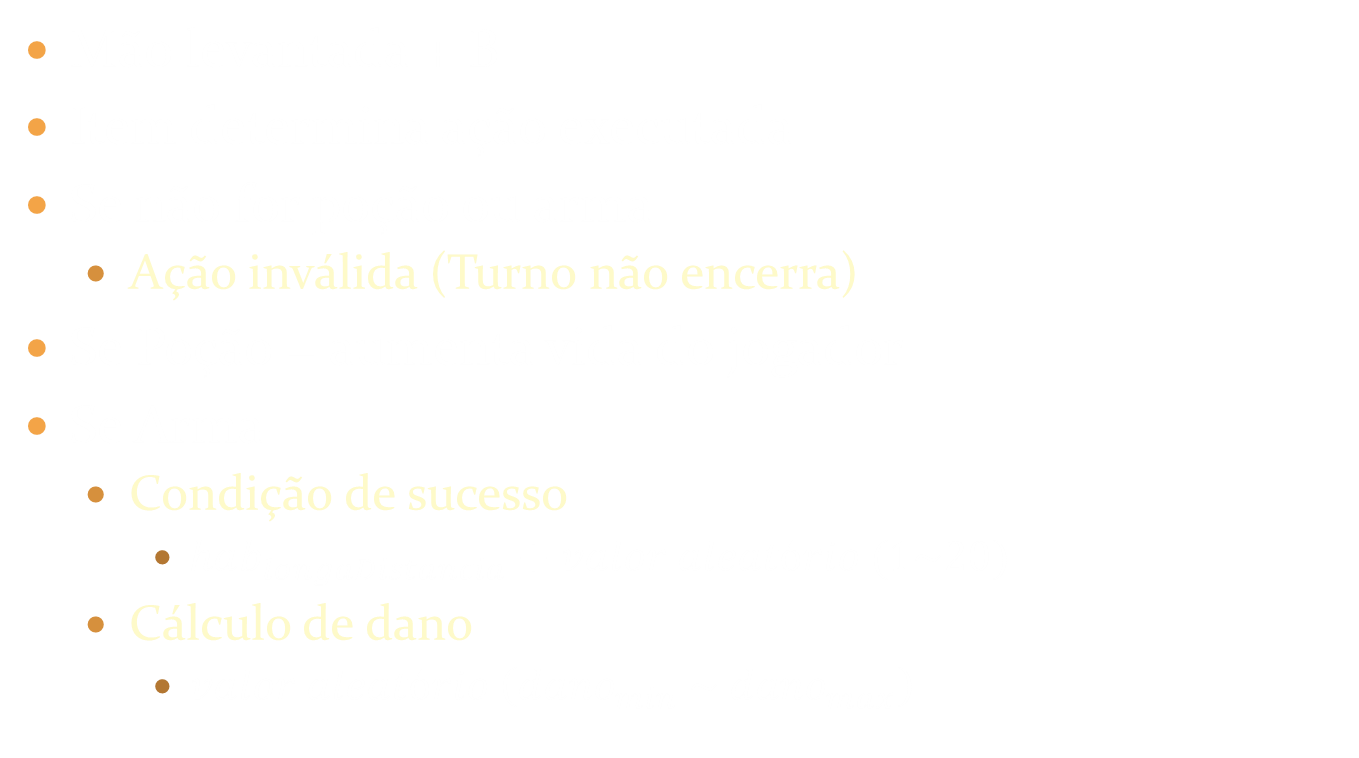 Ação inválida (Turno não encerra)
Condição de sucesso
Cálculo de dano